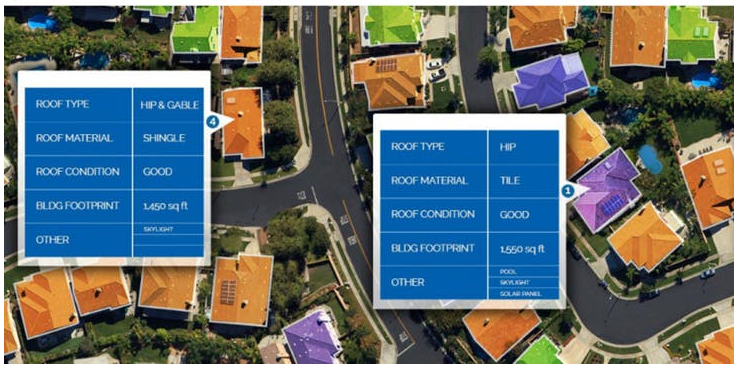 ROOF TYPE HIP & GABLE
ROOF MATERIAL SHINGLE
ROOF CONDITION GOOD
BLDG FOOTPRINT 1,450 sq ft
OTHER SKYLIGHT
4
ROOF TYPE HIP
ROOF MATERIAL TILE
ROOF CONDITION GOOD
BLDG FOOTPRINT 1,550 sq ft
OTHER POOL
SKYLIGHT
SOLAR PANEL
1